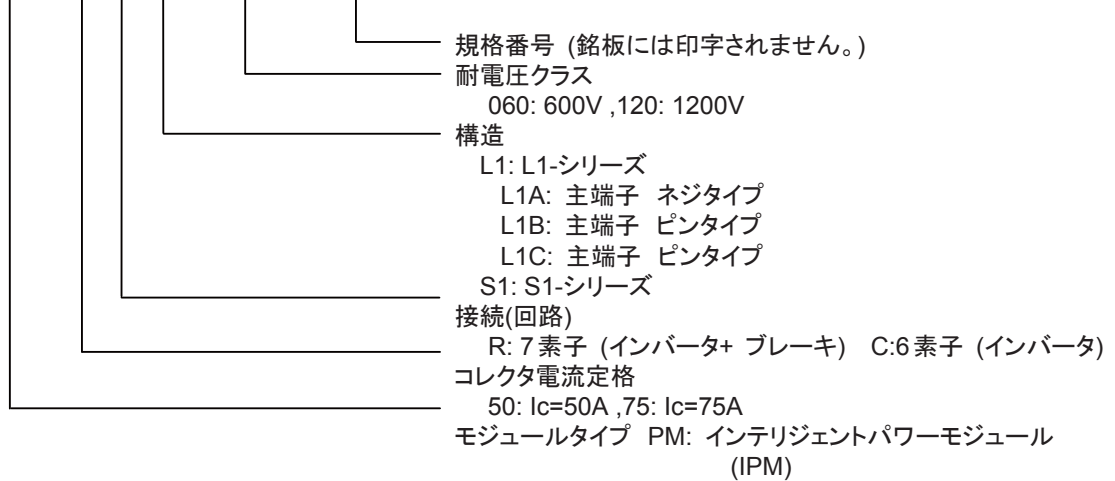 規格番号 (銘板には印字されません。)
耐電圧クラス
060: 600V ,120: 1200V
構造
L1: L1-シリーズ
L1A: 主端子 ネジタイプ
L1B: 主端子 ピンタイプ
L1C: 主端子 ピンタイプ
S1: S1-シリーズ
接続(回路)
R: 7素子 (インバータ+ ブレーキ) C:6素子 (インバータ)
コレクタ電流定格
50: Ic=50A ,75: Ic=75A
モジュールタイプ PM: インテリジェントパワーモジュール
(IPM)